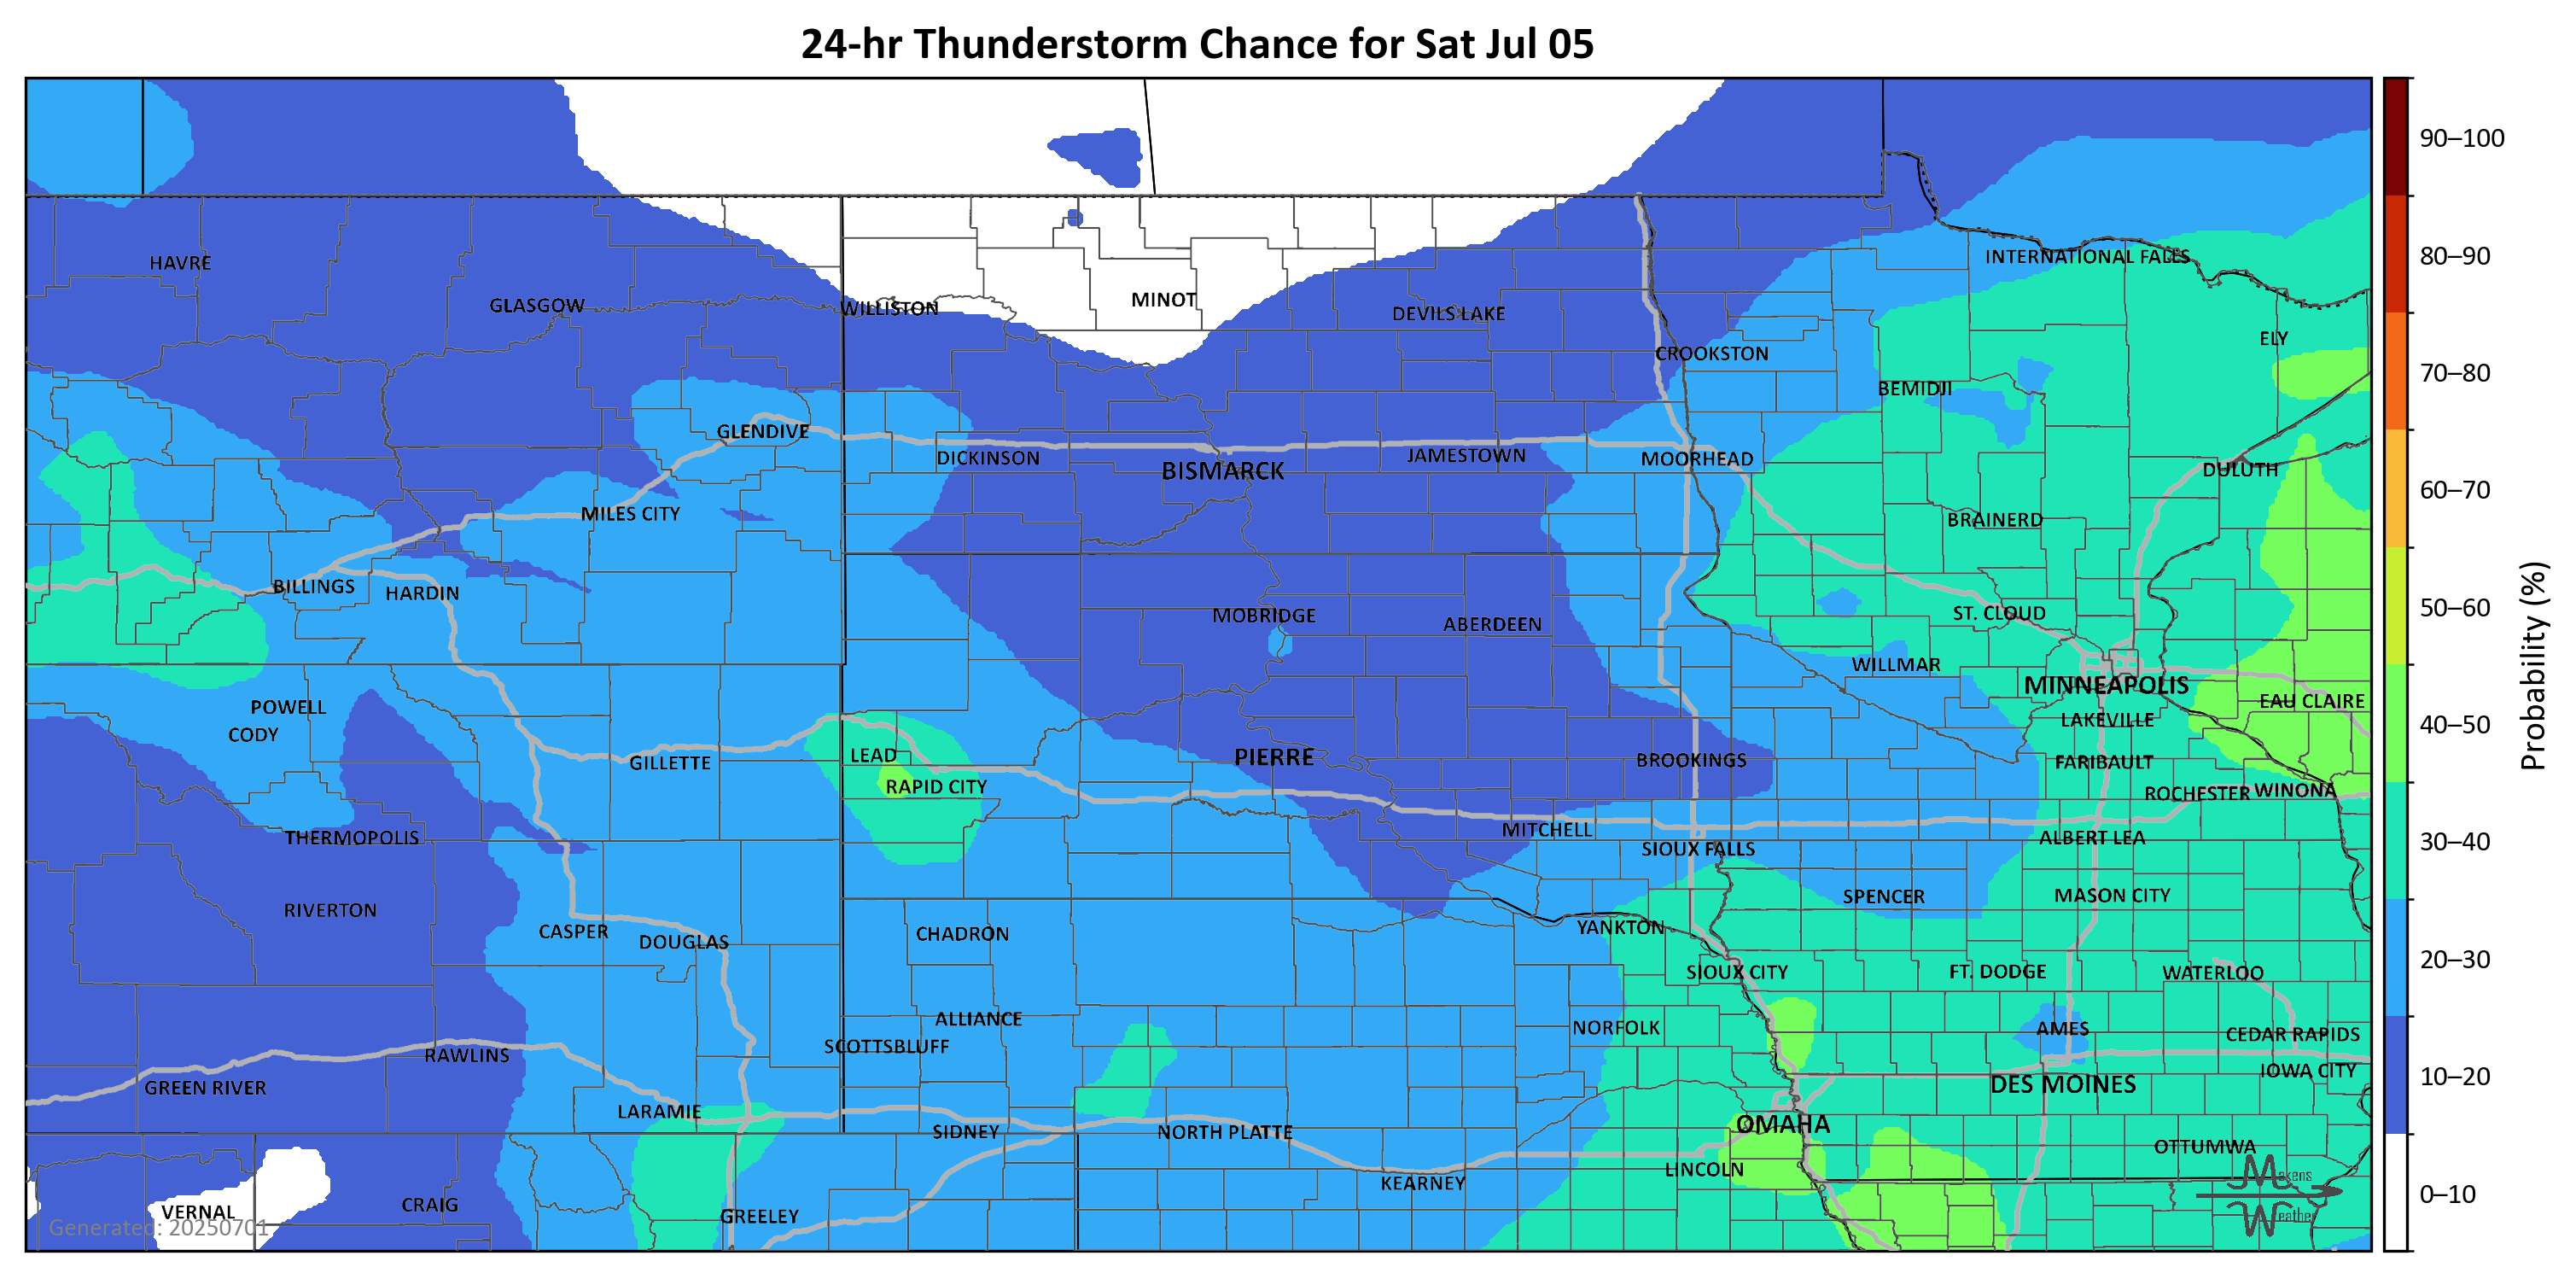 24-hr Thunderstorm Chance for Sat Jul 05
90–100
80–90
70–80
60–70
50–60
40–50
30–40
20–30
10–20
0–10
Probability (%)
HAVRE
GLASGOW
WILLISTON
MINOT
DEVILS LAKE
INTERNATIONAL FALLS
ELY
CROOKSTON
BEMIDJI
GLENDIVE
DICKINSON
BISMARCK
JAMESTOWN
MOORHEAD
DULUTH
MILES CITY
BRAINERD
BILLINGS
HARDIN
MOBRIDGE
ABERDEEN
ST. CLOUD
WILLMAR
MINNEAPOLIS
EAU CLAIRE
POWELL
CODY
LAKEVILLE
GILLETTE
LEAD
RAPID CITY
PIERRE
BROOKINGS
FARIBAULT
ROCHESTER
WINONA
THERMOPOLIS
MITCHELL
SIOUX FALLS
ALBERT LEA
RIVERTON
SPENCER
MASON CITY
CASPER
DOUGLAS
CHADRON
YANKTON
SIOUX CITY
FT. DODGE
WATERLOO
ALLIANCE
SCOTTSBLUFF
NORFOLK
AMES
CEDAR RAPIDS
RAWLINS
GREEN RIVER
IOWA CITY
DES MOINES
LARAMIE
SIDNEY
NORTH PLATTE
OMAHA
OTTUMWA
LINCOLN
KEARNEY
VERNAL
CRAIG
GREELEY
Generated: 20250701
Makens
Weather